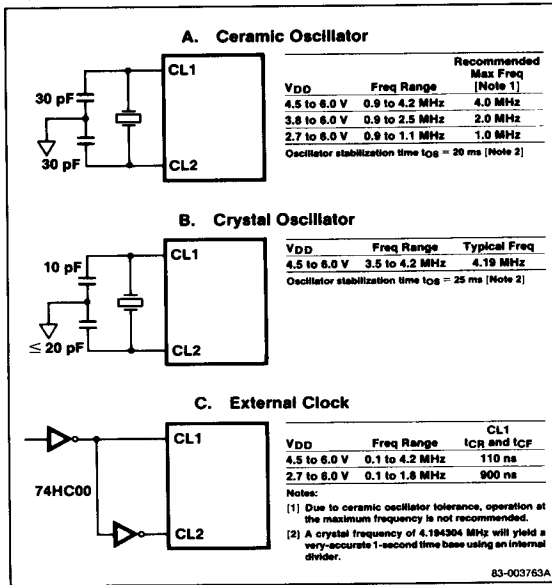 A. Ceramic Oscillator
CL1
30 pF
30 pF
CL2
Recommended
Max Freq
VDD Freq Range [Note 1]
4.5 to 6.0 V 0.9 to 4.2 MHz 4.0 MHz
3.8 to 6.0 V 0.9 to 2.5 MHz 2.0 MHz
2.7 to 6.0 V 0.9 to 1.1 MHz 1.0 MHz
Oscillator stabilization time tOS = 20 ms [Note 2]
B. Crystal Oscillator
CL1
10 pF
≤ 20 pF
CL2
VDD Freq Range Typical Freq
4.5 to 6.0 V 3.5 to 4.2 MHz 4.19 MHz
Oscillator stabilization time tOS = 25 ms [Note 2]
C. External Clock
CL1
74HC00
CL2
CL1
VDD Freq Range tCR and tCF
4.5 to 6.0 V 0.1 to 4.2 MHz 110 ns
2.7 to 6.0 V 0.1 to 1.8 MHz 900 ns
Notes:
[1] Due to ceramic oscillator tolerance, operation at
the maximum frequency is not recommended.
[2] A crystal frequency of 4.194304 MHz will yield a
very-accurate 1-second time base using an internal
divider.
83-003763A